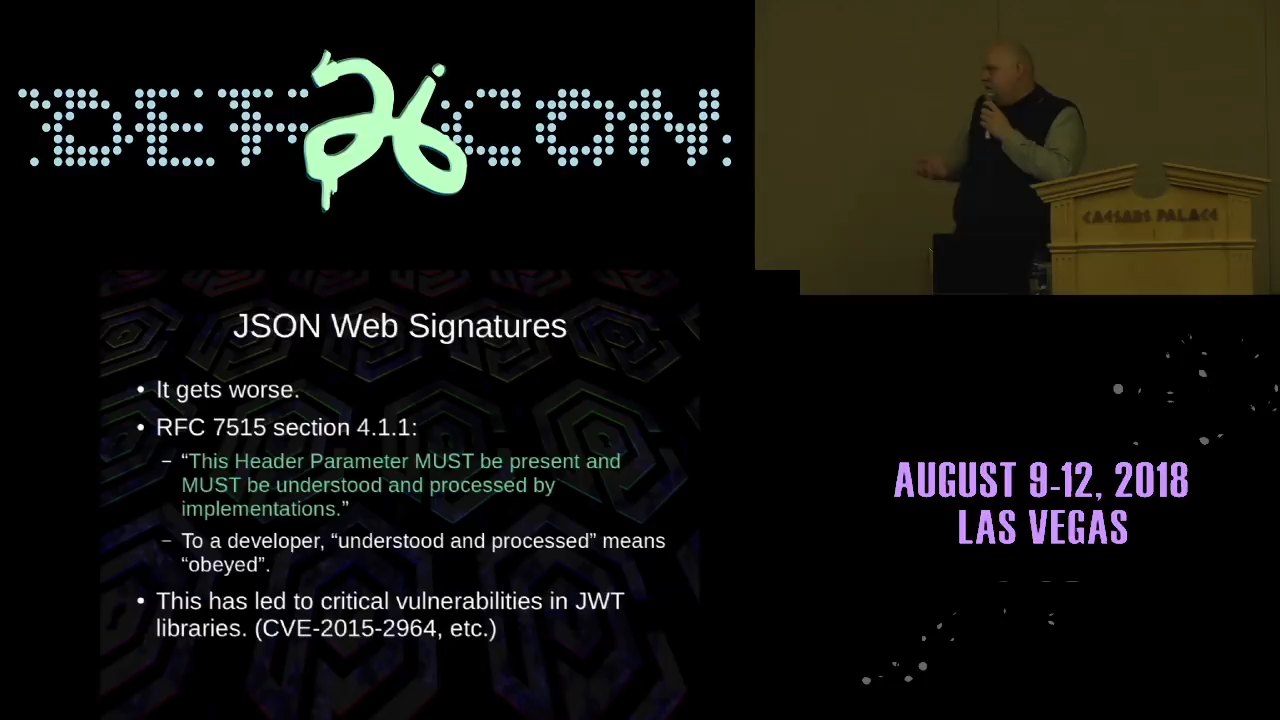 DEF CON
26
CAESARS PALACE
JSON Web Signatures
• It gets worse.
• RFC 7515 section 4.1.1:
– “This Header Parameter MUST be present and
MUST be understood and processed by
implementations.”
– To a developer, “understood and processed” means
“obeyed”.
• This has led to critical vulnerabilities in JWT
libraries. (CVE-2015-2964, etc.)
AUGUST 9-12, 2018
LAS VEGAS